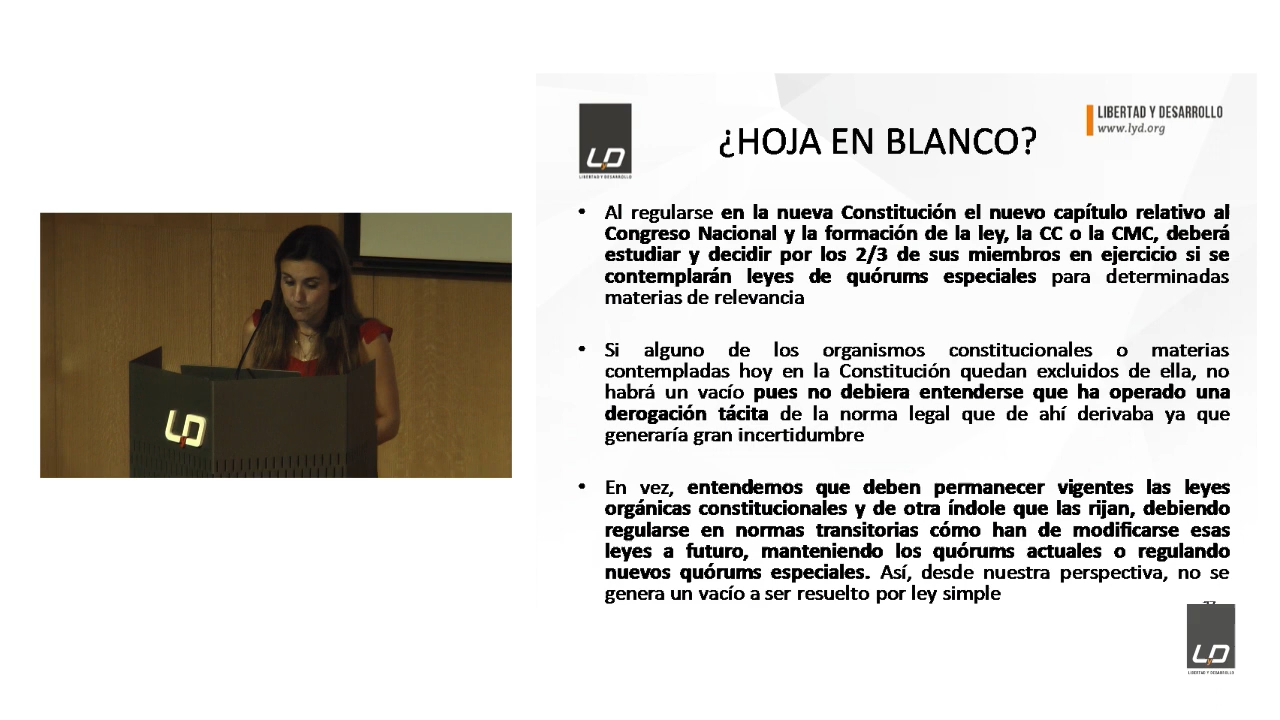 LIBERTAD Y DESARROLLO
www.lyd.org
LyD
LIBERTAD Y DESARROLLO
¿HOJA EN BLANCO?
• Al regularse en la nueva Constitución el nuevo capítulo relativo al
Congreso Nacional y la formación de la ley, la CC o la CMC, deberá
estudiar y decidir por los 2/3 de sus miembros en ejercicio si se
contemplarán leyes de quórums especiales para determinadas
materias de relevancia
• Si alguno de los organismos constitucionales o materias
contempladas hoy en la Constitución quedan excluidos de ella, no
habrá un vacío pues no debiera entenderse que ha operado una
derogación tácita de la norma legal que de ahí derivaba ya que
generaría gran incertidumbre
• En vez, entendemos que deben permanecer vigentes las leyes
orgánicas constitucionales y de otra índole que las rijan, debiendo
regularse en normas transitorias cómo han de modificarse esas
leyes a futuro, manteniendo los quórums actuales o regulando
nuevos quórums especiales. Así, desde nuestra perspectiva, no se
genera un vacío a ser resuelto por ley simple
LyD
LIBERTAD Y DESARROLLO
LyD